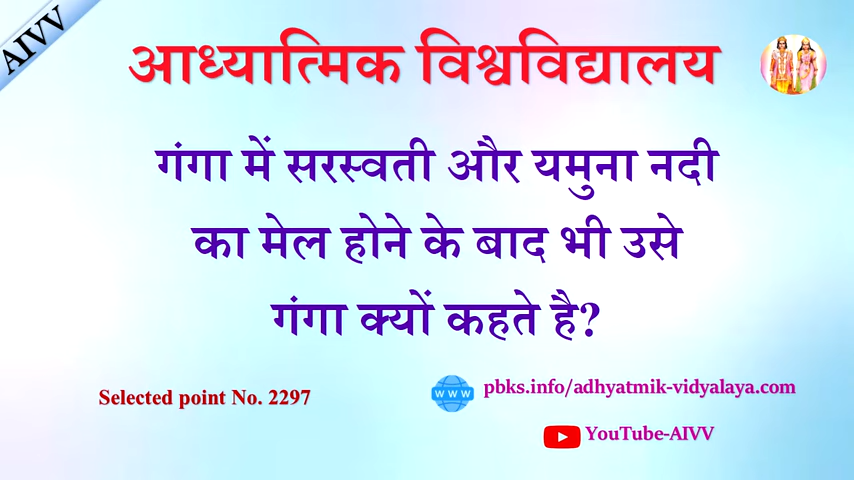 AIVV
आध्यात्मिक विश्वविद्यालय
गंगा में सरस्वती और यमुना नदी
का मेल होने के बाद भी उसे
गंगा क्यों कहते है?
Selected point No. 2297
www
pbks.info/adhyatmik-vidyalaya.com
YouTube-AIVV